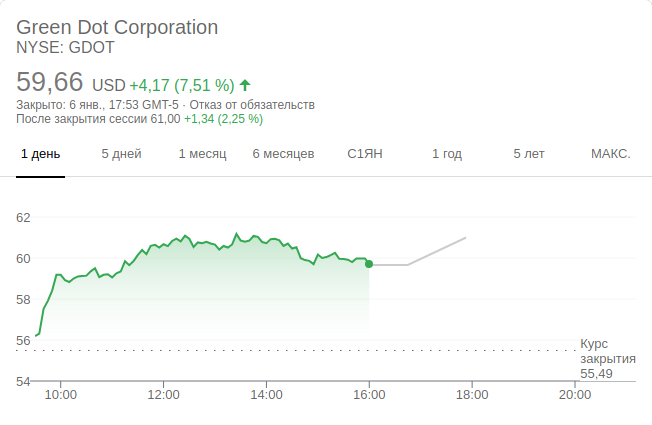 Green Dot Corporation
NYSE: GDOT
59,66 USD +4,17 (7,51 %)
Закрыто: 6 янв., 17:53 GMT-5 · Отказ от обязательств
После закрытия сессии 61,00 +1,34 (2,25 %)
1 день 5 дней 1 месяц 6 месяцев С1ЯН 1 год 5 лет МАКС.
62
60
58
56
Курс
закрытия
55,49
54
10:00 12:00 14:00 16:00 18:00 20:00